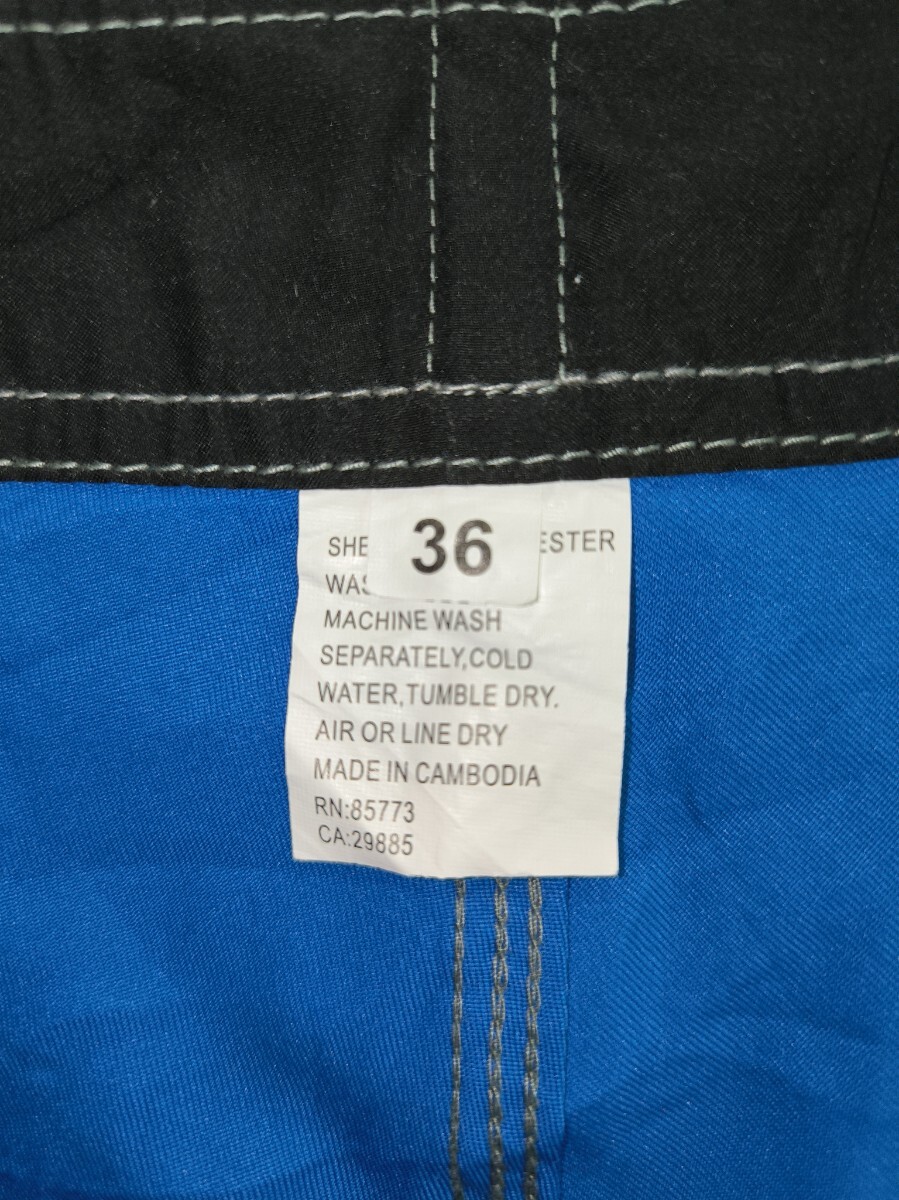 36
SHE ESTER
WAS
MACHINE WASH
SEPARATELY,COLD
WATER,TUMBLE DRY.
AIR OR LINE DRY
MADE IN CAMBODIA
RN:85773
CA:29885